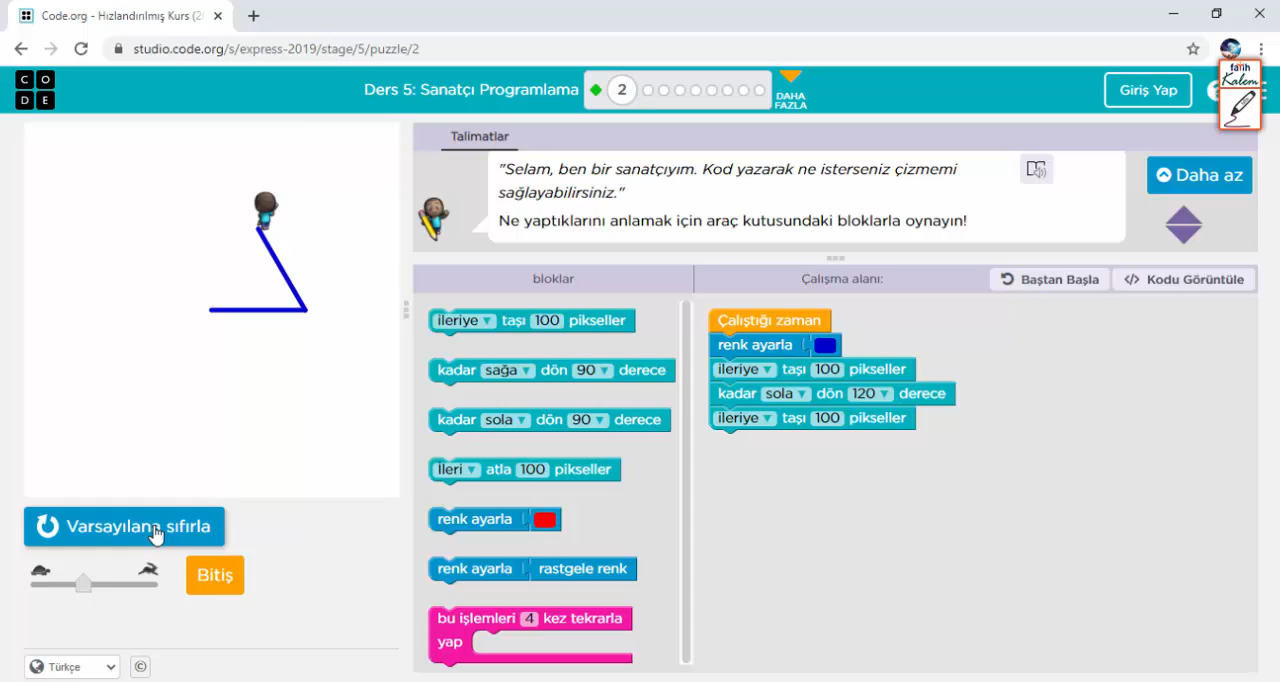 Code.org - Hızlandırılmış Kurs (2
studio.code.org/s/express-2019/stage/5/puzzle/2
C O
D E
Ders 5: Sanatçı Programlama
2
DAHA
FAZLA
Giriş Yap
fatih
Kalem
Talimatlar
"Selam, ben bir sanatçıyım. Kod yazarak ne isterseniz çizmemi
sağlayabilirsiniz."
Ne yaptıklarını anlamak için araç kutusundaki bloklarla oynayın!
Daha az
bloklar
Çalışma alanı:
Baştan Başla
</> Kodu Görüntüle
ileriye taşı 100 pikseller
kadar sağa dön 90 derece
kadar sola dön 90 derece
İleri atla 100 pikseller
renk ayarla
renk ayarla rastgele renk
bu işlemleri 4 kez tekrarla
yap
Çalıştığı zaman
renk ayarla
ileriye taşı 100 pikseller
kadar sola dön 120 derece
ileriye taşı 100 pikseller
Varsayılana sıfırla
Bitiş
Türkçe
©